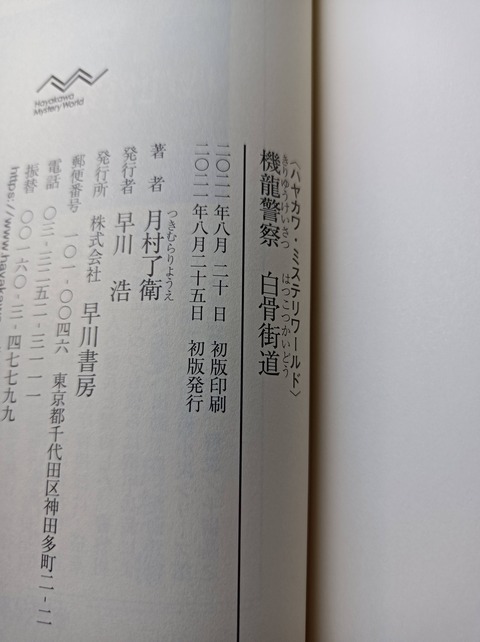 〈ハヤカワ・ミステリワールド〉
きりゅうけいさつ はっこつかいどう
機龍警察 白骨街道
二〇二一年八月二十日 初版印刷
二〇二一年八月二十五日 初版発行
つきむらりょうえ
著者 月村了衛
発行者 早川 浩
発行所 株式会社 早川書房
郵便番号 一〇一-〇〇四六 東京都千代田区神田多町二-二
電話 〇三-三二五二-三一一一
振替 〇〇一六〇-三-四七七九九
https://www.hayakawa
Hayakawa
Mystery World